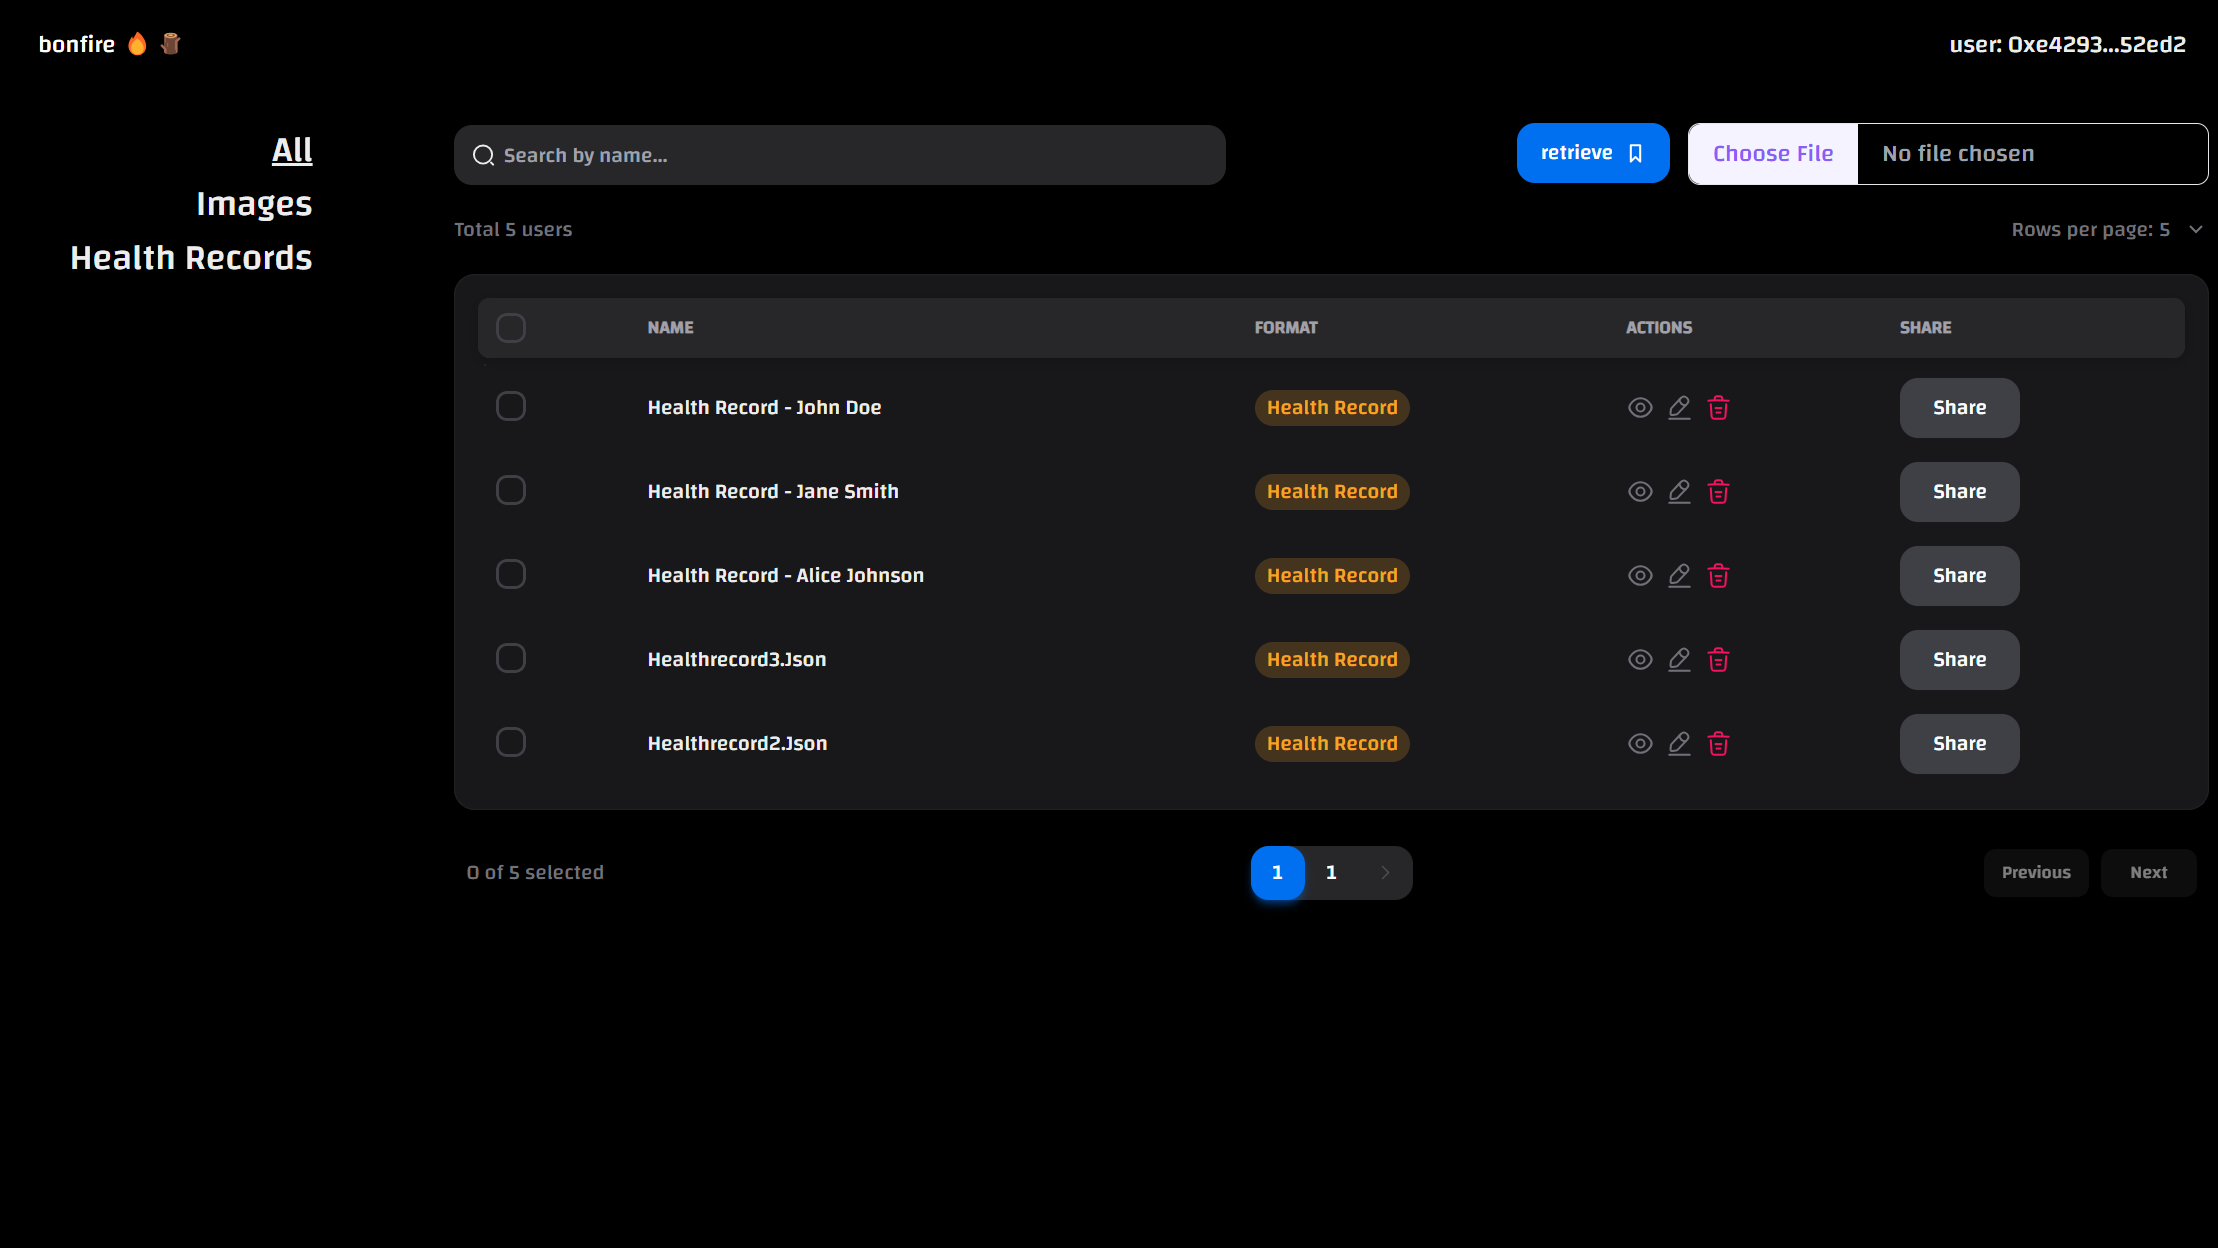 bonfire 🔥 🪵
user: 0xe4293...52ed2
All
Images
Health Records
Search by name...
retrieve
Choose File No file chosen
Total 5 users
Rows per page: 5
NAME FORMAT ACTIONS SHARE
Health Record - John Doe Health Record Share
Health Record - Jane Smith Health Record Share
Health Record - Alice Johnson Health Record Share
Healthrecord3.Json Health Record Share
Healthrecord2.Json Health Record Share
0 of 5 selected
1 1
Previous Next